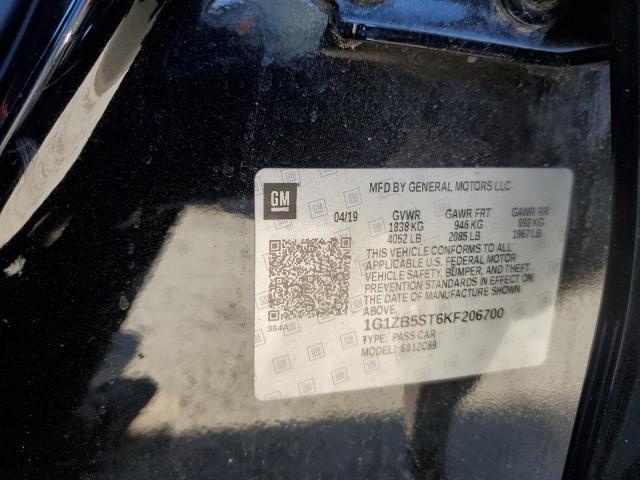 GM
MFD BY GENERAL MOTORS LLC
04/19 GVWR GAWR FRT GAWR RR
1838 KG 946 KG 892 KG
4052 LB 2085 LB 1967 LB
THIS VEHICLE CONFORMS TO ALL
APPLICABLE U.S. FEDERAL MOTOR
VEHICLE SAFETY, BUMPER, AND THEFT
PREVENTION STANDARDS IN EFFECT ON
THE DATE OF MANUFACTURE SHOWN
ABOVE.
384A
1G1ZB5ST6KF206700
TYPE: PASS CAR
MODEL: 601ZC69